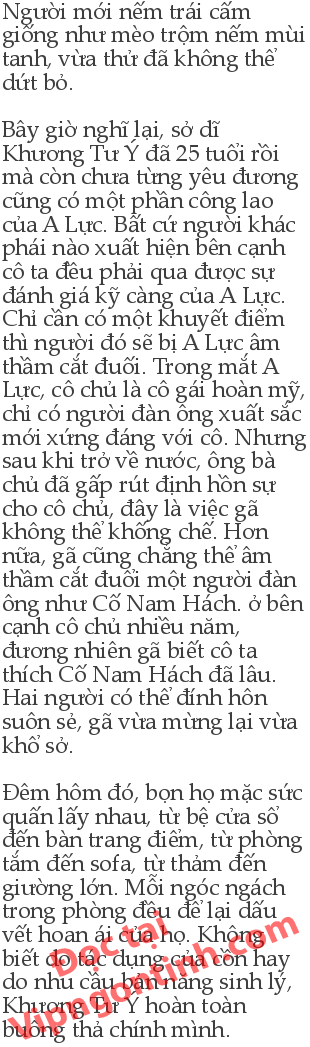 Người mới nếm trái cấm
giống như mèo trộm nếm mùi
tanh, vừa thử đã không thể
dứt bỏ.
Bây giờ nghĩ lại, sở dĩ
Khương Tư Ý đã 25 tuổi rồi
mà còn chưa từng yêu đương
cũng có một phần công lao
của A Lực. Bất cứ người khác
phái nào xuất hiện bên cạnh
cô ta đều phải qua được sự
đánh giá kỹ càng của A Lực.
Chỉ cần có một khuyết điểm
thì người đó sẽ bị A Lực âm
thầm cắt đuôi. Trong mắt A
Lực, cô chủ là cô gái hoàn mỹ,
chỉ có người đàn ông xuất sắc
mới xứng đáng với cô. Nhưng
sau khi trở về nước, ông bà
chủ đã gấp rút định hôn sự
cho cô chủ, đây là việc gã
không thể khống chế. Hơn
nữa, gã cũng chẳng thể âm
thầm cắt đuôi một người đàn
ông như Cố Nam Hách. ở bên
cạnh cô chủ nhiều năm,
đương nhiên gã biết cô ta
thích Cố Nam Hách đã lâu.
Hai người có thể đính hôn
suôn sẻ, gã vừa mừng lại vừa
khổ sở.
Đêm hôm đó, bọn họ mặc sức
quấn lấy nhau, từ bệ cửa sổ
đến bàn trang điểm, từ phòng
tắm đến sofa, từ thảm đến
giường lớn. Mỗi ngóc ngách
trong phòng đều để lại dấu
vết hoan ái của họ. Không
biết do tác dụng của cồn hay
do nhu cầu bản năng sinh lý,
Khương Tư Ý hoàn toàn
buông thả chính mình.
Đọc tại
Vipngontinh.com